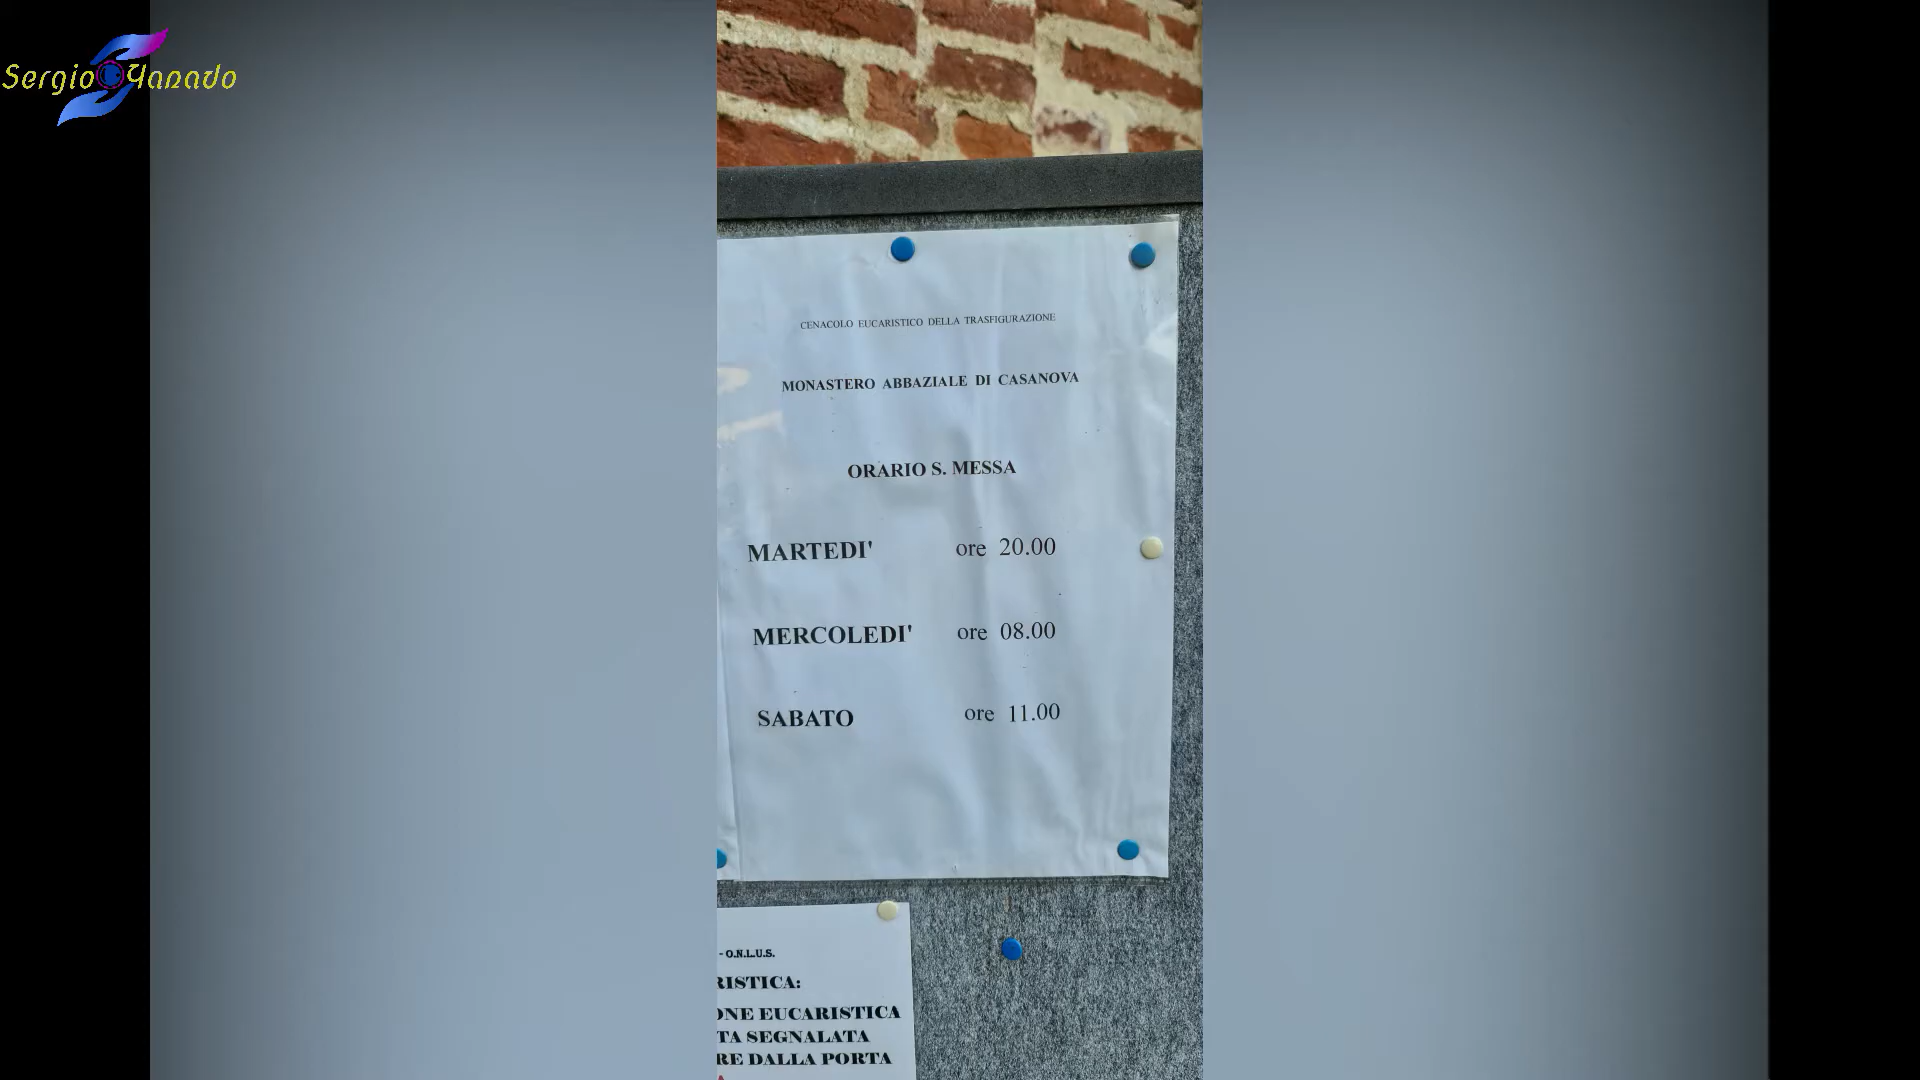 Sergio Yanado
CENACOLO EUCARISTICO DELLA TRASFIGURAZIONE
MONASTERO ABBAZIALE DI CASANOVA
ORARIO S. MESSA
MARTEDI' ore 20.00
MERCOLEDI' ore 08.00
SABATO ore 11.00
- O.N.L.U.S.
RISTICA:
ONE EUCARISTICA
TA SEGNALATA
RE DALLA PORTA